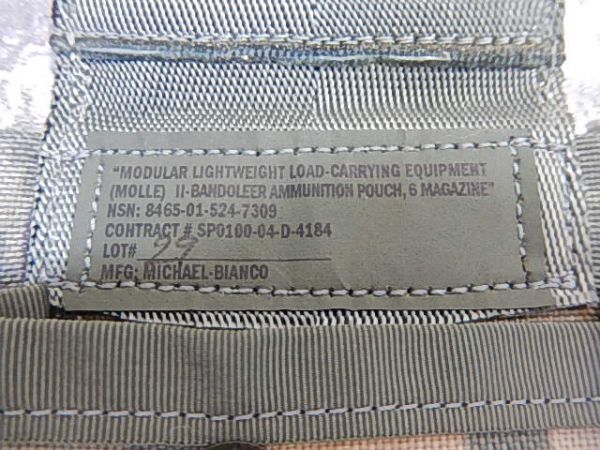 "MODULAR LIGHTWEIGHT LOAD-CARRYING EQUIPMENT
(MOLLE) II-BANDOLEER AMMUNITION POUCH, 6 MAGAZINE"
NSN: 8465-01-524-7309
CONTRACT # SP0100-04-D-4184
LOT# 99
MFG: MICHAEL-BIANCO